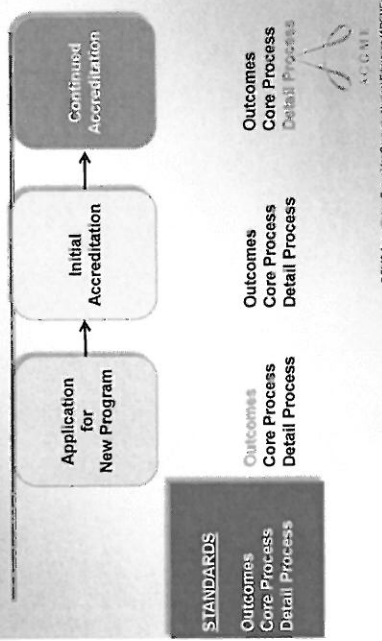 Application
for
New Program
Initial
Accreditation
Continued
Accreditation
STANDARDS
Outcomes
Core Process
Detail Process
Outcomes
Core Process
Detail Process
Outcomes
Core Process
Detail Process
Outcomes
Core Process
Detail Process
ACGME